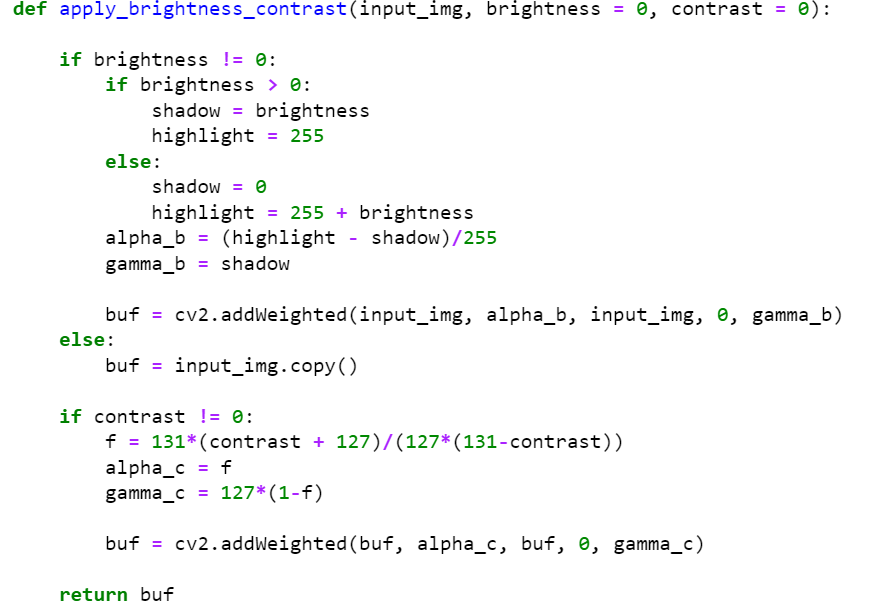 def apply_brightness_contrast(input_img, brightness = 0, contrast = 0):
    if brightness != 0:
        if brightness > 0:
            shadow = brightness
            highlight = 255
        else:
            shadow = 0
            highlight = 255 + brightness
        alpha_b = (highlight - shadow)/255
        gamma_b = shadow
        buf = cv2.addWeighted(input_img, alpha_b, input_img, 0, gamma_b)
    else:
        buf = input_img.copy()
    if contrast != 0:
        f = 131*(contrast + 127)/(127*(131-contrast))
        alpha_c = f
        gamma_c = 127*(1-f)
        buf = cv2.addWeighted(buf, alpha_c, buf, 0, gamma_c)
    return buf